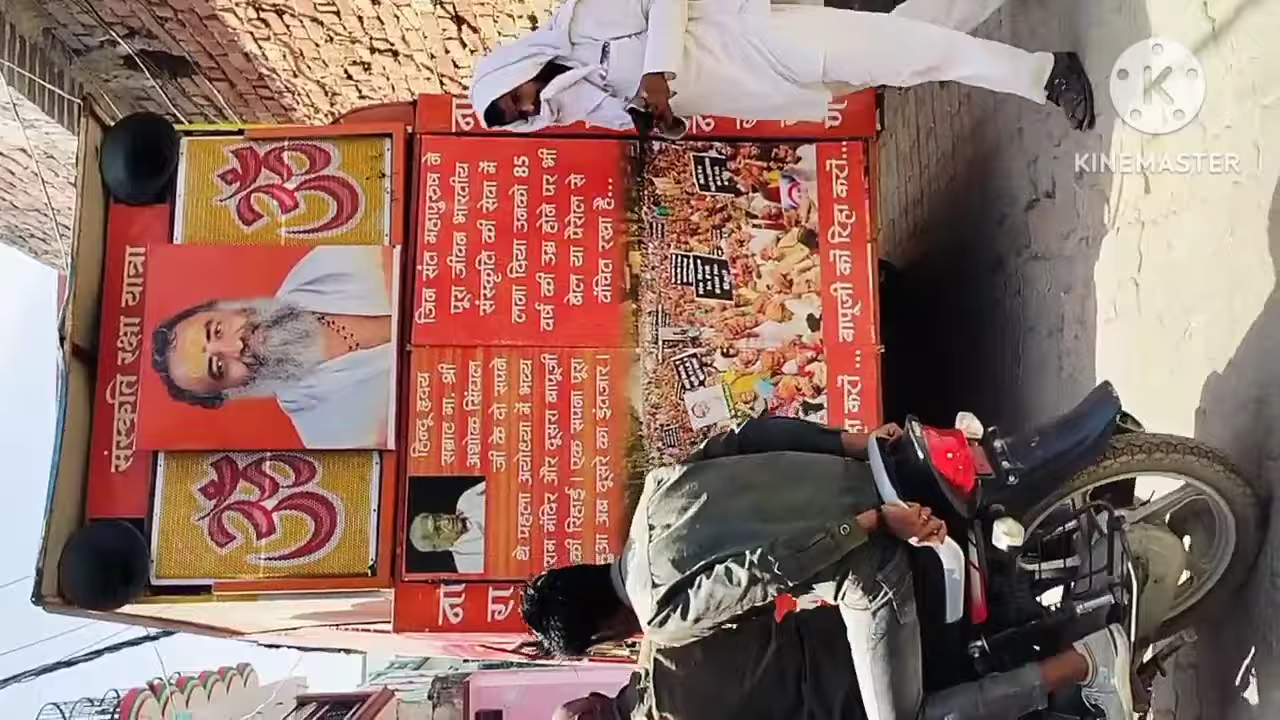 संस्कृति रक्षा यात्रा
ॐ
ॐ
हिन्दू हृदय
सम्राट मा. श्री
अशोक सिंघल
जी के दो सपने
थे पहला अयोध्या में भव्य
राम मंदिर और दूसरा बापूजी
की रिहाई। एक सपना पूरा
हुआ अब दूसरे का इंतजार।
जिन संत महापुरुष ने
पूरा जीवन भारतीय
संस्कृति की सेवा में
लगा दिया उनको 85
वर्ष की उम्र होने पर भी
बेल या पेरोल से
वंचित रखा है...
करो ... बापूजी को रिहा करो...
KINEMASTER